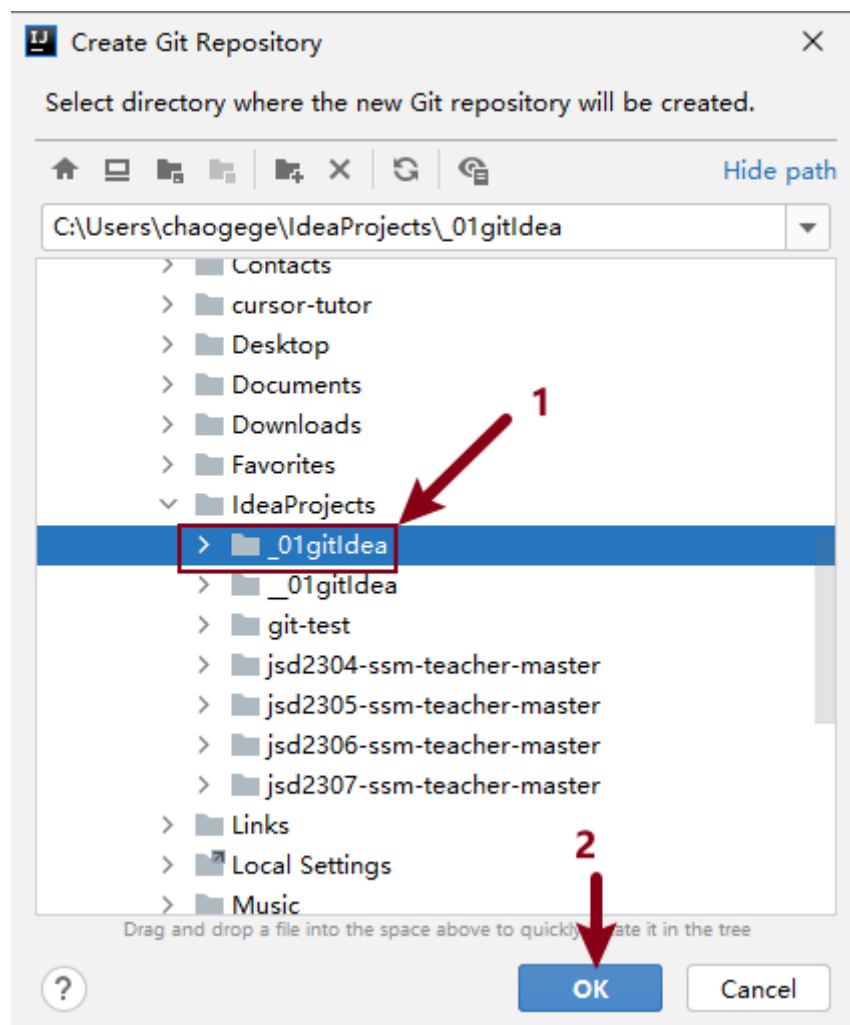 IJ Create Git Repository
Select directory where the new Git repository will be created.
Hide path
C:\Users\chaogege\IdeaProjects\_01gitIdea
Contacts
cursor-tutor
Desktop
Documents
1
Downloads
Favorites
IdeaProjects
_01gitIdea
__01gitIdea
git-test
jsd2304-ssm-teacher-master
jsd2305-ssm-teacher-master
jsd2306-ssm-teacher-master
jsd2307-ssm-teacher-master
Links
2
Local Settings
Music
Drag and drop a file into the space above to quickly ate it in the tree
? OK Cancel